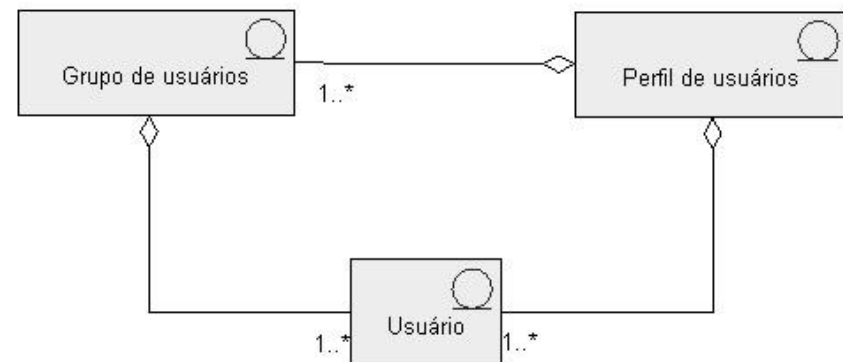 Grupo de usuários
Perfil de usuários
1..*
Usuário
1..*
1..*